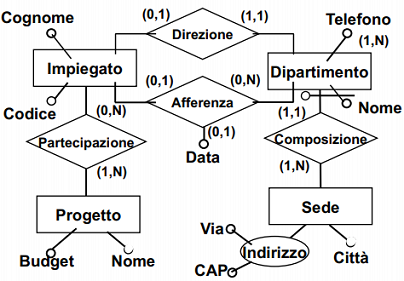 Cognome
(0,1)
(1,1)
Telefono
Direzione
(1,N)
Impiegato
(0,1)
(0,N)
Dipartimento
Codice
Afferenza
(0,N)
(0,1)
(1,1)
Nome
Partecipazione
Data
Composizione
(1,N)
(1,N)
Progetto
Sede
Via
Indirizzo
Città
Budget
Nome
CAP